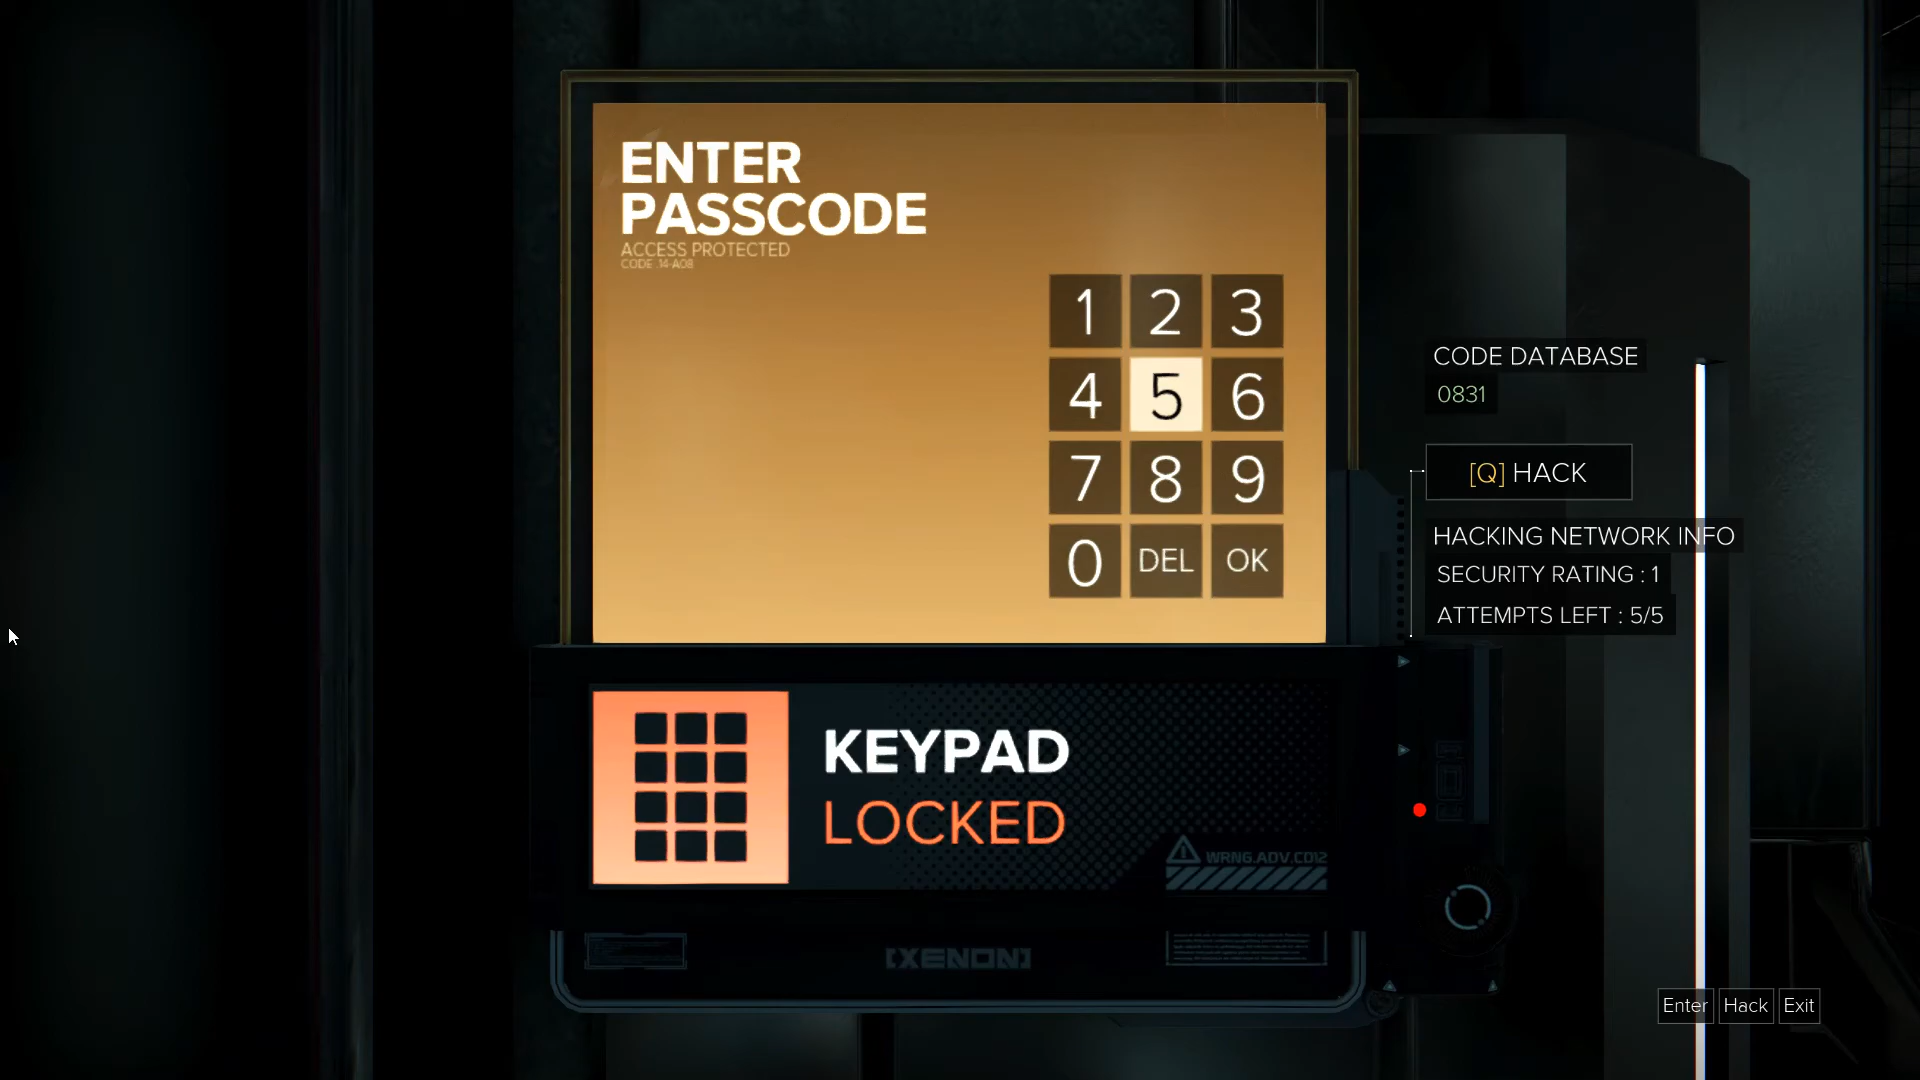 ENTER
PASSCODE
ACCESS PROTECTED
CODE .14-A08
1 2 3
4 5 6
7 8 9
0 DEL OK
CODE DATABASE
0831
[Q] HACK
HACKING NETWORK INFO
SECURITY RATING : 1
ATTEMPTS LEFT : 5/5
KEYPAD
LOCKED
WRNG.ADV.CD12
[XENON]
Enter Hack Exit